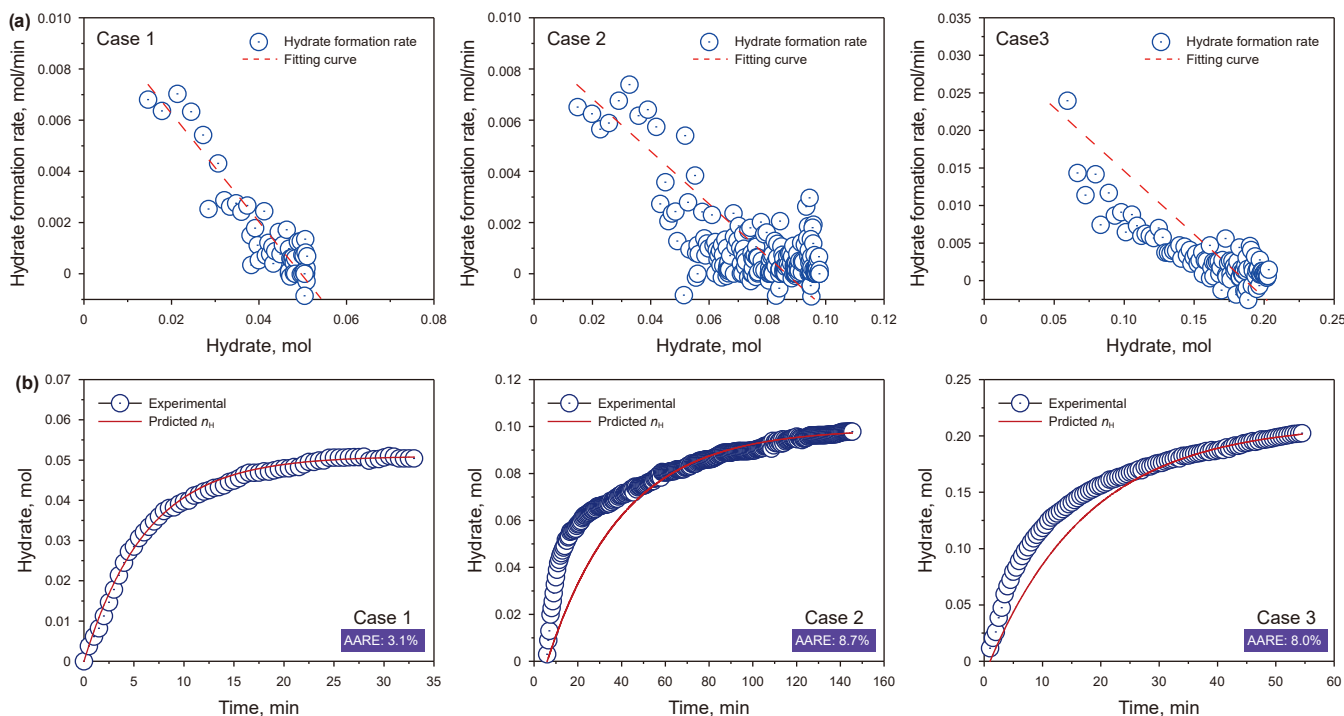 (a)
Case 1
Hydrate formation rate
Fitting curve
Hydrate formation rate, mol/min
0.010
0.008
0.006
0.004
0.002
0
0 0.02 0.04 0.06 0.08
Hydrate, mol
Case 2
Hydrate formation rate
Fitting curve
Hydrate formation rate, mol/min
0.010
0.008
0.006
0.004
0.002
0
0 0.02 0.04 0.06 0.08 0.10 0.12
Hydrate, mol
Case3
Hydrate formation rate
Fitting curve
Hydrate formation rate, mol/min
0.035
0.030
0.025
0.020
0.015
0.010
0.005
0
0 0.05 0.10 0.15 0.20 0.25
Hydrate, mol
(b)
Experimental
Prdicted nH
Hydrate, mol
0.07
0.06
0.05
0.04
0.03
0.02
0.01
0
Case 1
AARE: 3.1%
0 5 10 15 20 25 30 35
Time, min
Experimental
Prdicted nH
Hydrate, mol
0.12
0.10
0.08
0.06
0.04
0.02
0
Case 2
AARE: 8.7%
0 20 40 60 80 100 120 140 160
Time, min
Experimental
Prdicted nH
Hydrate, mol
0.25
0.20
0.15
0.10
0.05
0
Case 3
AARE: 8.0%
0 10 20 30 40 50 60
Time, min